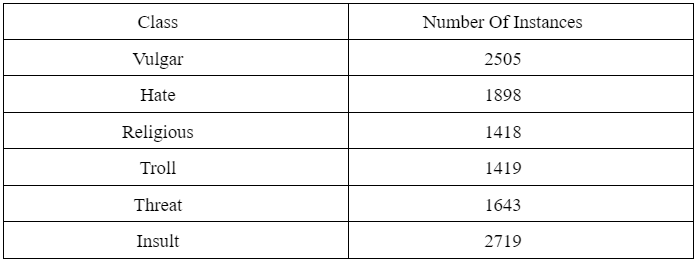 Class Number Of Instances
Vulgar 2505
Hate 1898
Religious 1418
Troll 1419
Threat 1643
Insult 2719